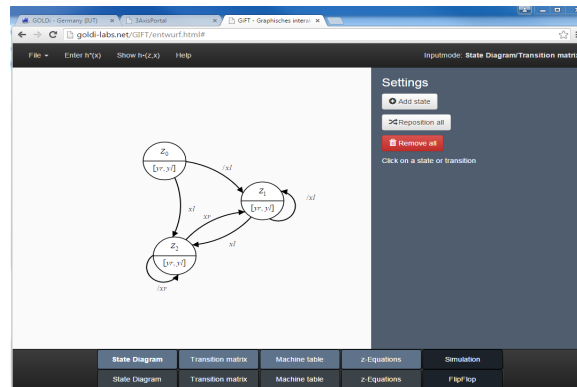 GOLDi - Germany (IUT)
3AxisPortal
GiFT - Graphisches interak
goldi-labs.net/GIFT/entwurf.html#
File
Enter h*(x)
Show h-(z,x)
Help
Inputmode: State Diagram/Transition matrix
Settings
Add state
Reposition all
Remove all
Click on a state or transition
Z0
[yr, yl]
/xl
Z1
[yr, yl]
/xl
xl
xr
xl
Z2
[yr, yl]
/xr
State Diagram
Transition matrix
Machine table
z-Equations
Simulation
State Diagram
Transition matrix
Machine table
z-Equations
FlipFlop